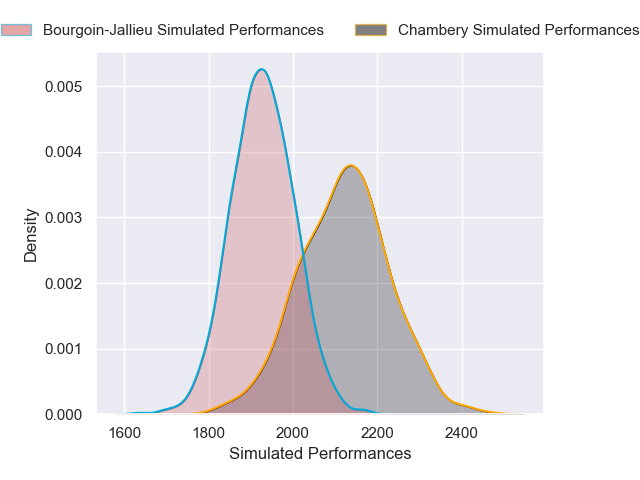 Bourgoin-Jallieu Simulated Performances Chambery Simulated Performances
0.005
0.004
0.003
0.002
0.001
0.000
Density
1600 1800 2000 2200 2400
Simulated Performances